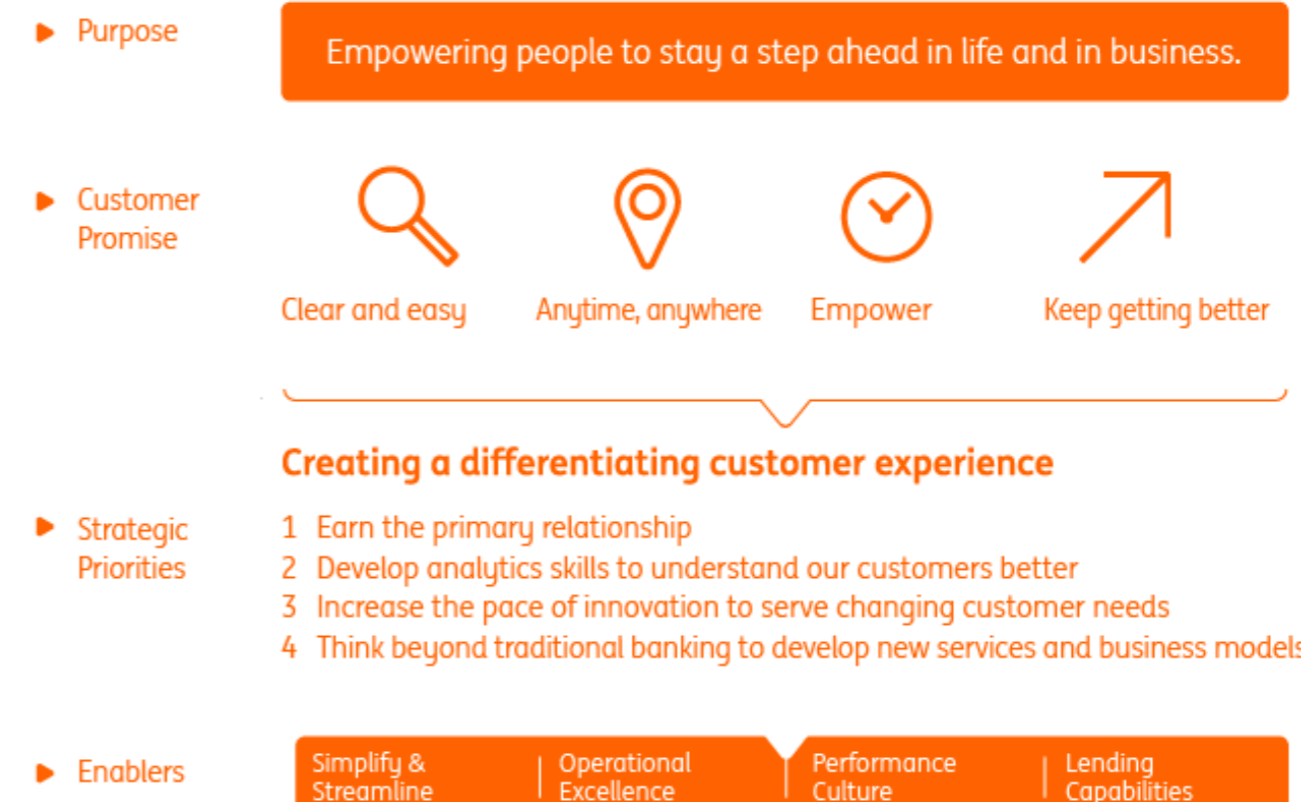 Purpose
Empowering people to stay a step ahead in life and in business.
Customer
Promise
Clear and easy
Anytime, anywhere
Empower
Keep getting better
Creating a differentiating customer experience
Strategic
Priorities
1 Earn the primary relationship
2 Develop analytics skills to understand our customers better
3 Increase the pace of innovation to serve changing customer needs
4 Think beyond traditional banking to develop new services and business models
Enablers
Simplify &
Streamline
Operational
Excellence
Performance
Culture
Lending
Capabilities